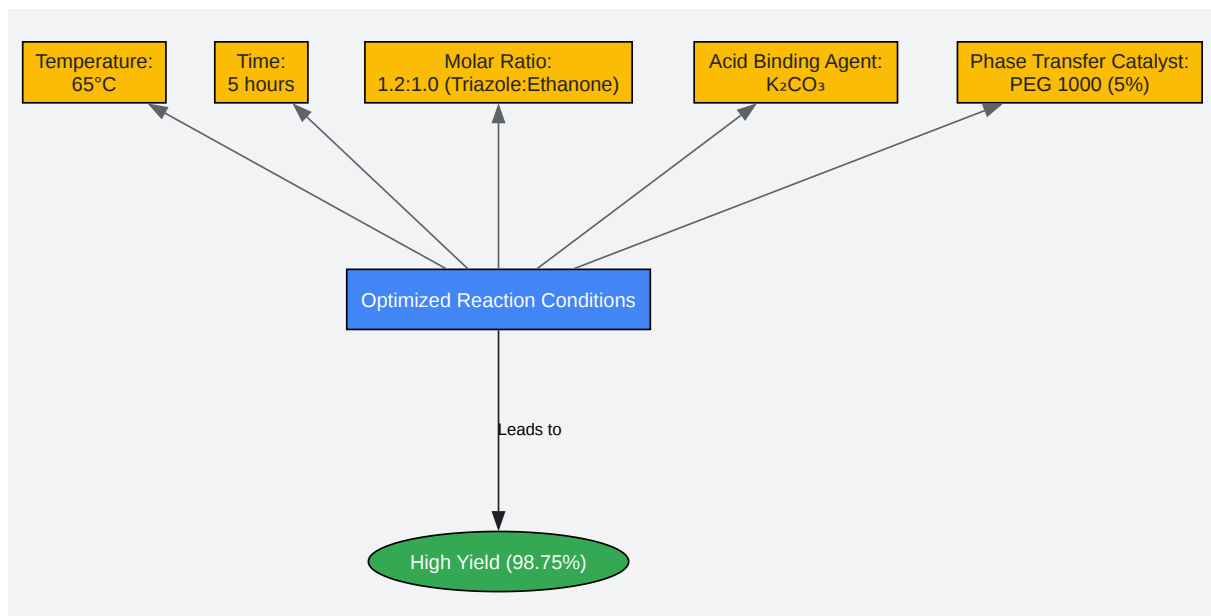 Temperature:
65°C
Time:
5 hours
Molar Ratio:
1.2:1.0 (Triazole:Ethanone)
Acid Binding Agent:
K₂CO₃
Phase Transfer Catalyst:
PEG 1000 (5%)
Optimized Reaction Conditions
Leads to
High Yield (98.75%)